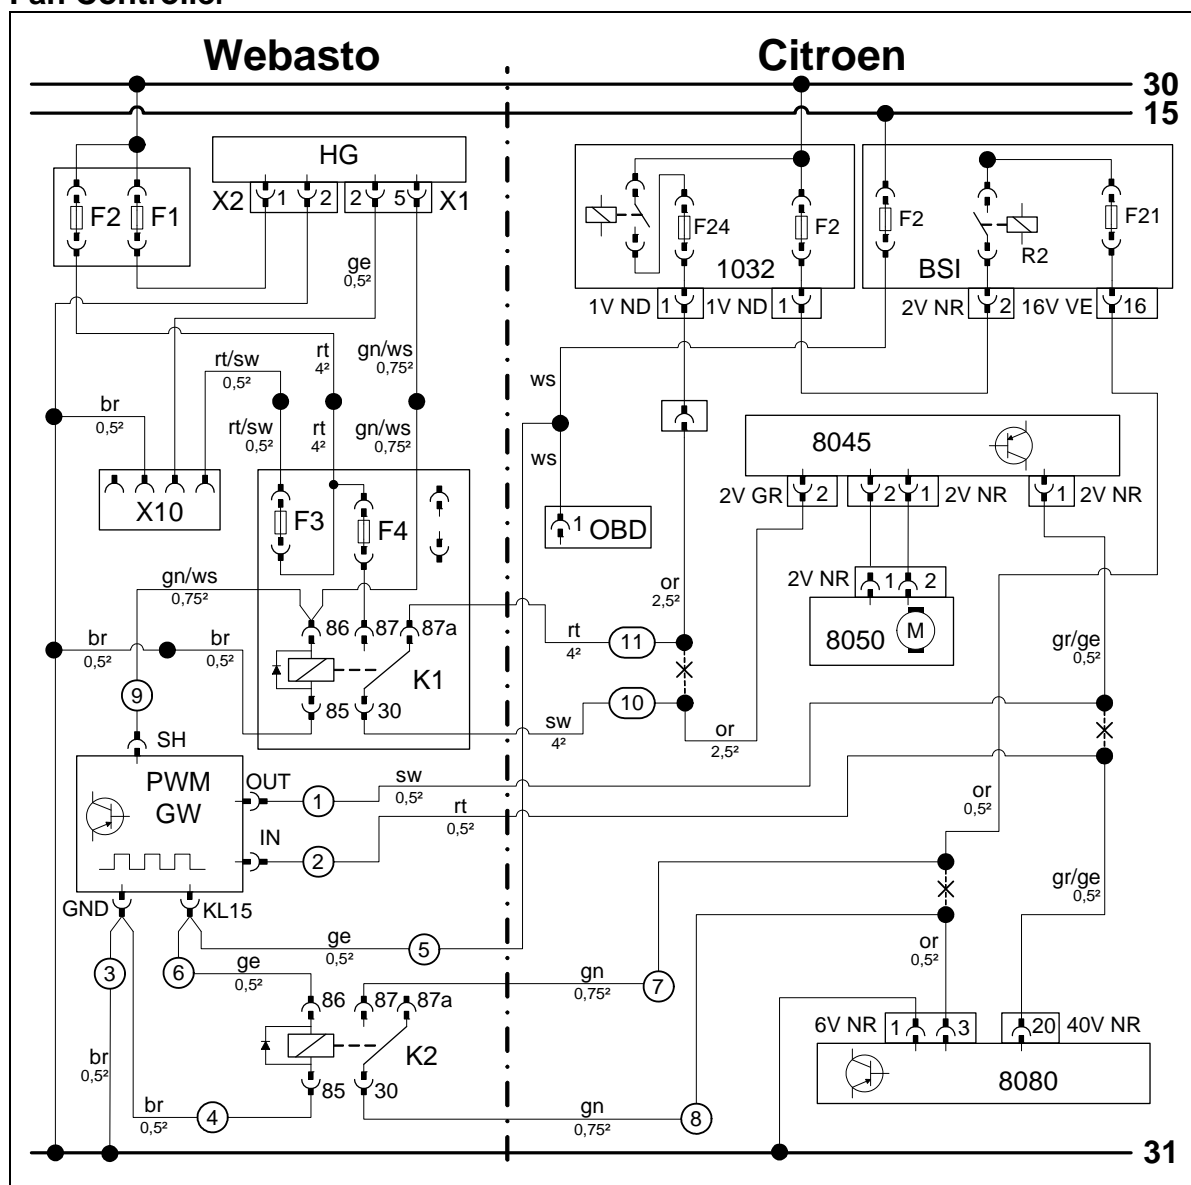 Webasto Citroen
30
15
HG
X2 1 2 2 5 X1
F2 F1
ge
0,5²
F24 F2 F2 R2 F21
1032 BSI
1V ND 1 1V ND 1 2V NR 2 16V VE 16
rt/sw
0,5²
rt
4²
gn/ws
0,75²
ws
br
0,5²
rt/sw
0,5²
rt
4²
gn/ws
0,75²
ws
8045
2V GR 2 2 1 2V NR 1 2V NR
X10
F3 F4
1 OBD
gn/ws
0,75²
or
2,5²
2V NR 1 2
8050 M
86 87 87a
rt
4²
11
gr/ge
0,5²
br
0,5²
br
0,5²
K1
9
85 30
10
sw
4²
or
2,5²
SH
PWM
GW
OUT
1
sw
0,5²
IN
2
rt
0,5²
or
0,5²
gr/ge
0,5²
GND KL15
3 6
ge
0,5²
5
ge
0,5²
or
0,5²
gn
0,75²
7
86 87 87a
K2
6V NR 1 3 20 40V NR
8080
br
0,5²
85 30
br
0,5²
4
gn
0,75²
8
31